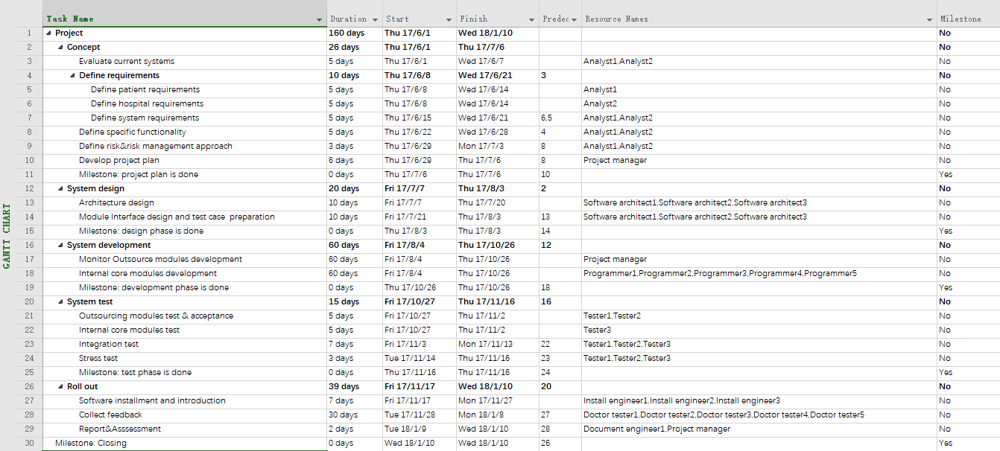 Task Name Duration Start Finish Predec Resource Names Milestone
1 Project 160 days Thu 17/6/1 Wed 18/1/10 No
2 Concept 26 days Thu 17/6/1 Thu 17/7/6 No
3 Evaluate current systems 5 days Thu 17/6/1 Wed 17/6/7 Analyst1,Analyst2 No
4 Define requirements 10 days Thu 17/6/8 Wed 17/6/21 3 No
5 Define patient requirements 5 days Thu 17/6/8 Wed 17/6/14 Analyst1 No
6 Define hospital requirements 5 days Thu 17/6/8 Wed 17/6/14 Analyst2 No
7 Define system requirements 5 days Thu 17/6/15 Wed 17/6/21 6.5 Analyst1,Analyst2 No
8 Define specific functionality 5 days Thu 17/6/22 Wed 17/6/28 4 Analyst1,Analyst2 No
9 Define risk&risk management approach 3 days Thu 17/6/29 Mon 17/7/3 8 Analyst1,Analyst2 No
10 Develop project plan 6 days Thu 17/6/29 Thu 17/7/6 8 Project manager No
11 Milestone: project plan is done 0 days Thu 17/7/6 Thu 17/7/6 10 Yes
12 System design 20 days Fri 17/7/7 Thu 17/8/3 2 No
13 Architecture design 10 days Fri 17/7/7 Thu 17/7/20 Software architect1,Software architect2,Software architect3 No
14 Module Interface design and test case preparation 10 days Fri 17/7/21 Thu 17/8/3 13 Software architect1,Software architect2,Software architect3 No
15 Milestone: design phase is done 0 days Thu 17/8/3 Thu 17/8/3 14 Yes
16 System development 60 days Fri 17/8/4 Thu 17/10/26 12 No
17 Monitor Outsource modules development 60 days Fri 17/8/4 Thu 17/10/26 Project manager No
18 Internal core modules development 60 days Fri 17/8/4 Thu 17/10/26 Programmer1,Programmer2,Programmer3,Programmer4,Programmer5 No
19 Milestone: development phase is done 0 days Thu 17/10/26 Thu 17/10/26 18 Yes
20 System test 15 days Fri 17/10/27 Thu 17/11/16 16 No
21 Outsourcing modules test & acceptance 5 days Fri 17/10/27 Thu 17/11/2 Tester1,Tester2 No
22 Internal core modules test 5 days Fri 17/10/27 Thu 17/11/2 Tester3 No
23 Integration test 7 days Fri 17/11/3 Mon 17/11/13 22 Tester1,Tester2,Tester3 No
24 Stress test 3 days Tue 17/11/14 Thu 17/11/16 23 Tester1,Tester2,Tester3 No
25 Milestone: test phase is done 0 days Thu 17/11/16 Thu 17/11/16 24 Yes
26 Roll out 39 days Fri 17/11/17 Wed 18/1/10 20 No
27 Software installment and introduction 7 days Fri 17/11/17 Mon 17/11/27 Install engineer1,Install engineer2,Install engineer3 No
28 Collect feedback 30 days Tue 17/11/28 Mon 18/1/8 27 Doctor tester1,Doctor tester2,Doctor tester3,Doctor tester4,Doctor tester5 No
29 Report&Asssessment 2 days Tue 18/1/9 Wed 18/1/10 28 Document engineer1,Project manager No
30 Milestone: Closing 0 days Wed 18/1/10 Wed 18/1/10 26 Yes
GANTT CHART